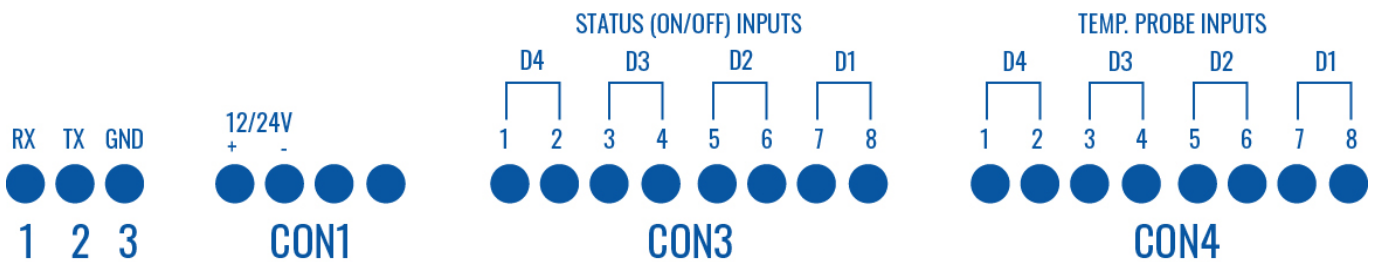 STATUS (ON/OFF) INPUTS TEMP. PROBE INPUTS
D4 D3 D2 D1 D4 D3 D2 D1
12/24V
RX TX GND + - 1 2 3 4 5 6 7 8 1 2 3 4 5 6 7 8
1 2 3 CON1 CON3 CON4